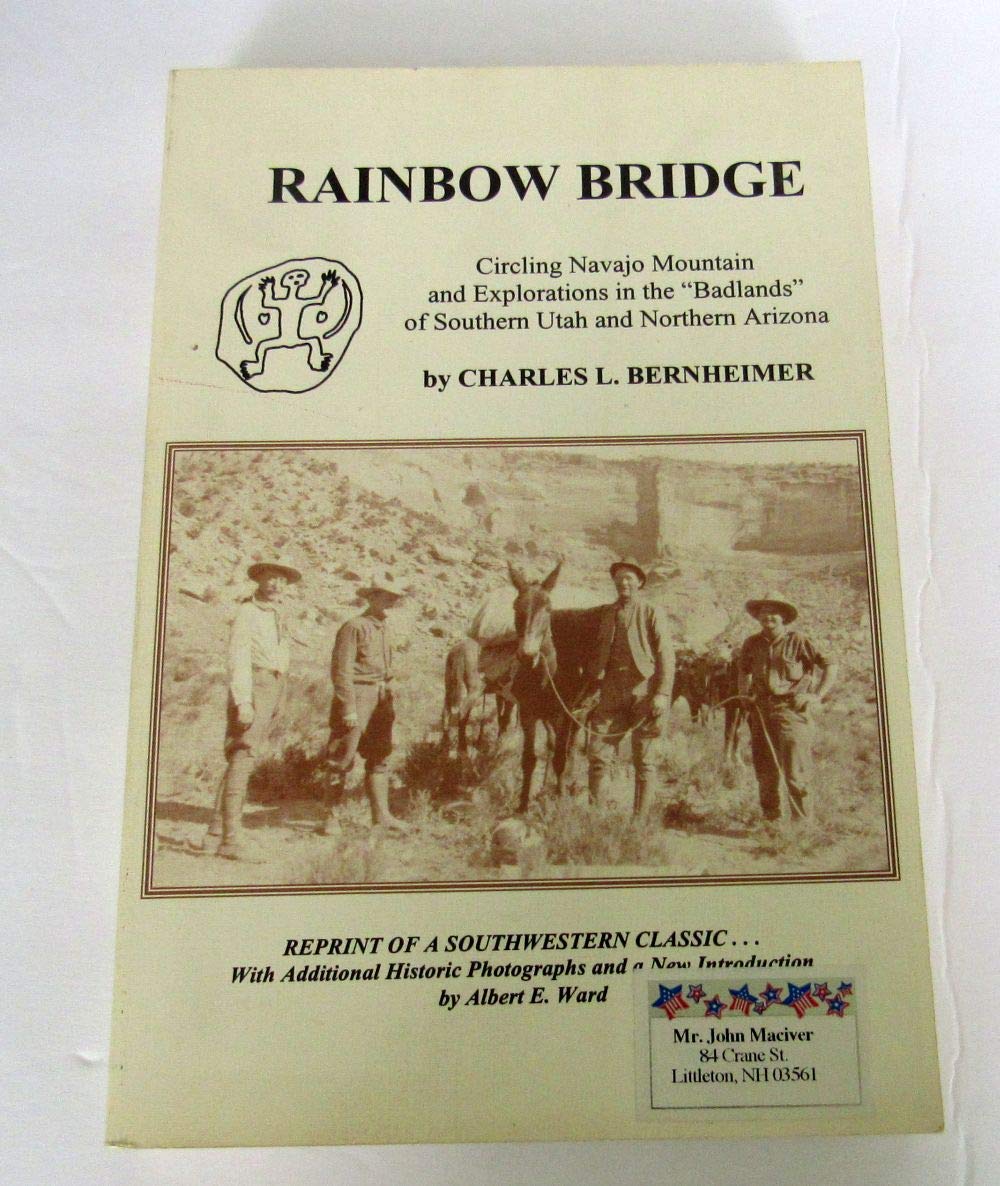 RAINBOW BRIDGE
Circling Navajo Mountain
and Explorations in the “Badlands”
of Southern Utah and Northern Arizona
by CHARLES L. BERNHEIMER
REPRINT OF A SOUTHWESTERN CLASSIC . . .
With Additional Historic Photographs and a New Introduction
by Albert E. Ward
Mr. John Maciver
84 Crane St.
Littleton, NH 03561